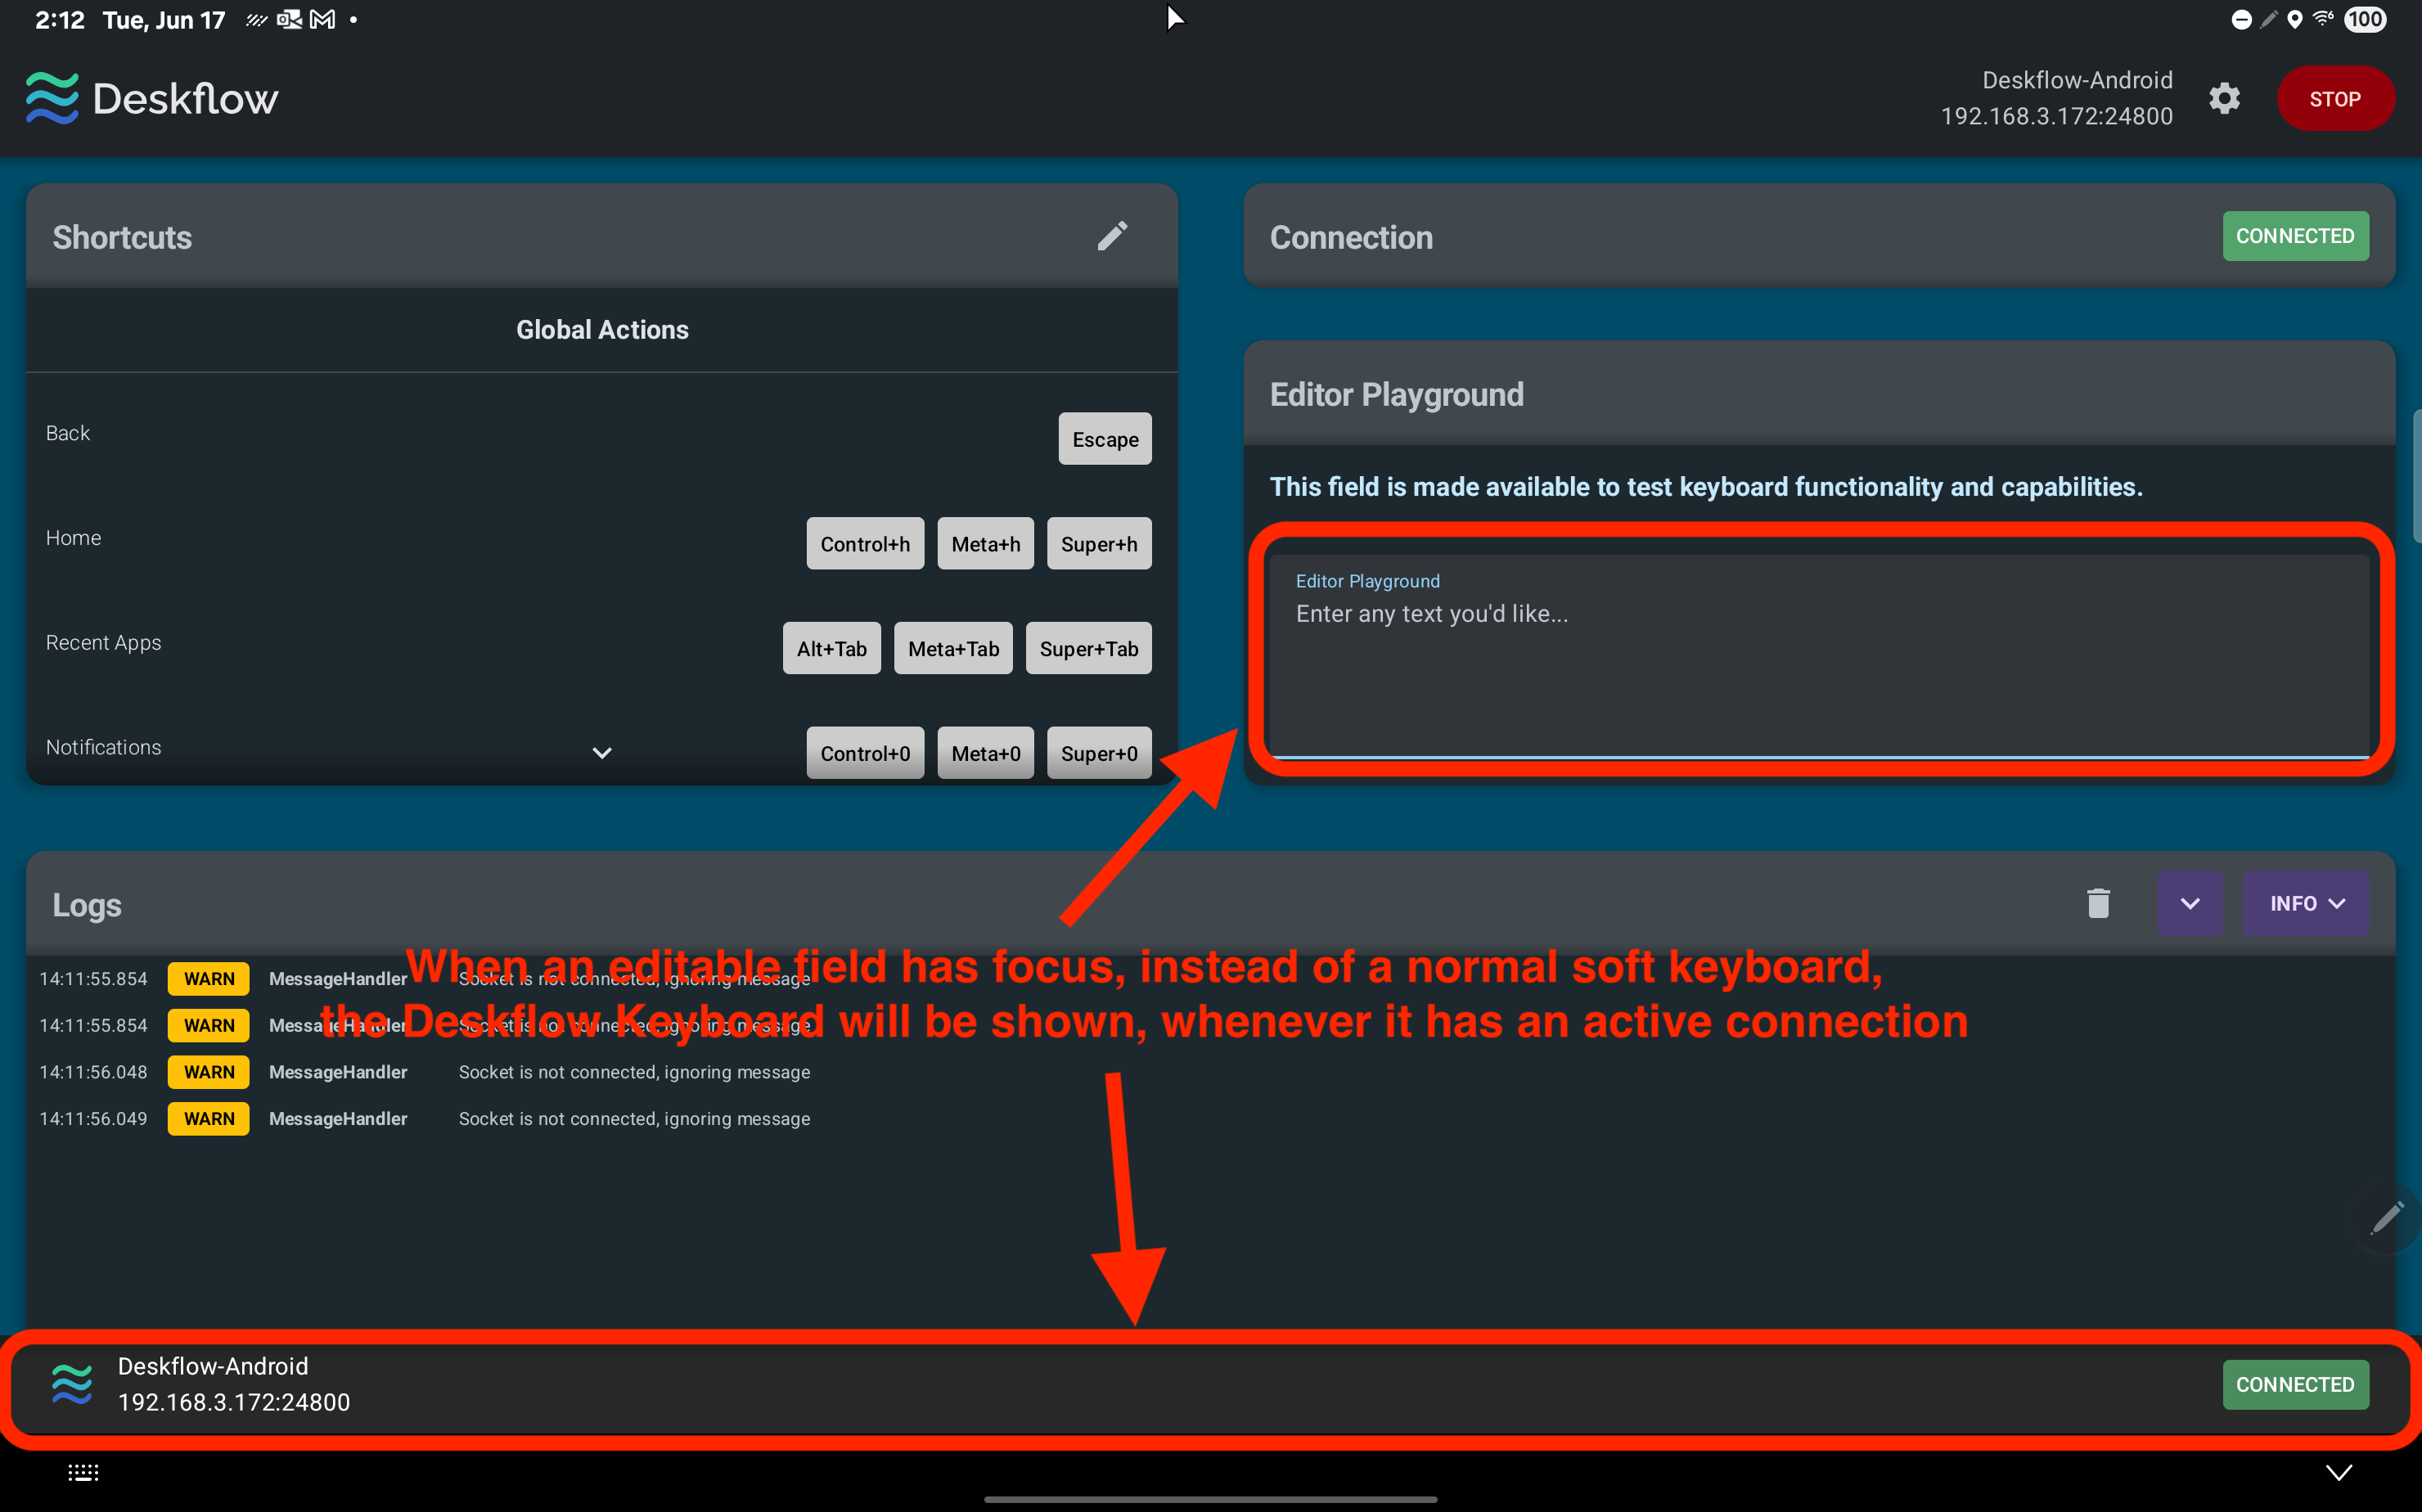 2:12 Tue, Jun 17
100
Deskflow
Deskflow-Android
192.168.3.172:24800
STOP
Shortcuts
Global Actions
Back
Escape
Home
Control+h Meta+h Super+h
Recent Apps
Alt+Tab Meta+Tab Super+Tab
Notifications
Control+0 Meta+0 Super+0
Connection
CONNECTED
Editor Playground
This field is made available to test keyboard functionality and capabilities.
Editor Playground
Enter any text you'd like...
Logs
INFO
14:11:55.854 WARN MessageHandler Socket is not connected, ignoring message
14:11:55.854 WARN MessageHandler Socket is not connected, ignoring message
14:11:56.048 WARN MessageHandler Socket is not connected, ignoring message
14:11:56.049 WARN MessageHandler Socket is not connected, ignoring message
When an editable field has focus, instead of a normal soft keyboard,
the Deskflow Keyboard will be shown, whenever it has an active connection
Deskflow-Android
192.168.3.172:24800
CONNECTED